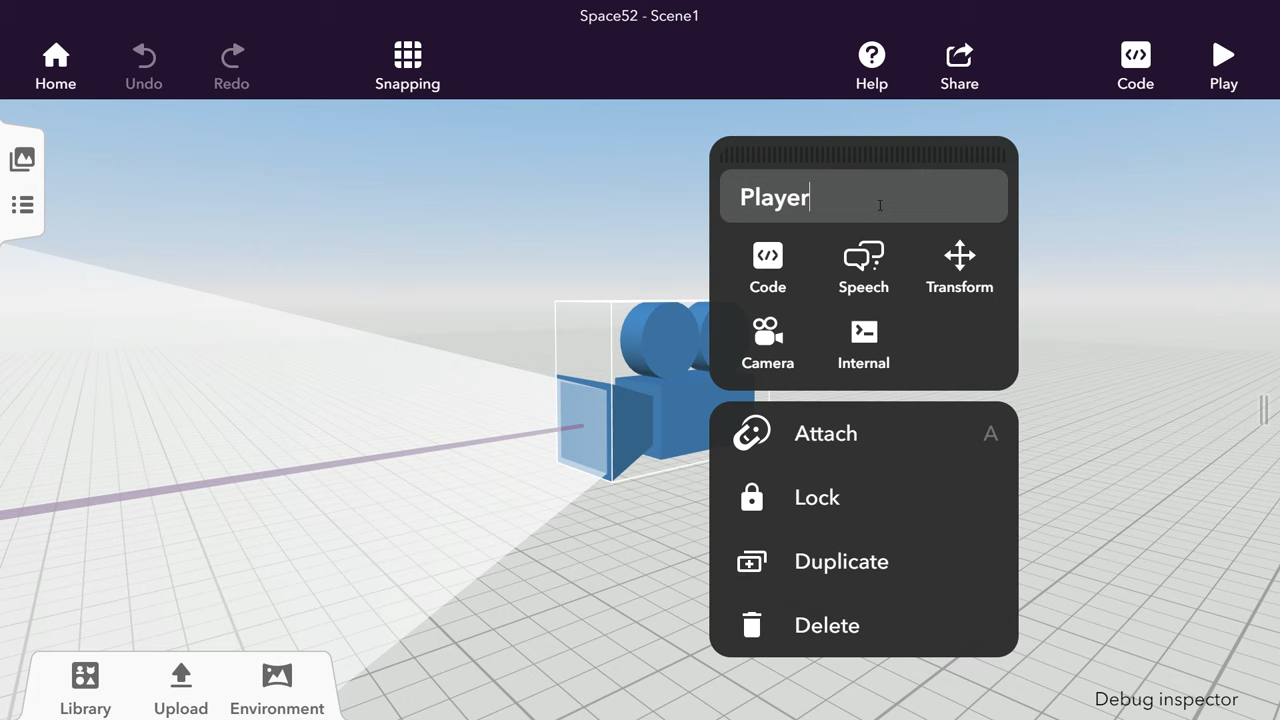 Space52 - Scene1
Home
Undo
Redo
Snapping
Help
Share
Code
Play
Player
Code
Speech
Transform
Camera
Internal
Attach A
Lock
Duplicate
Delete
Library
Upload
Environment
Debug inspector